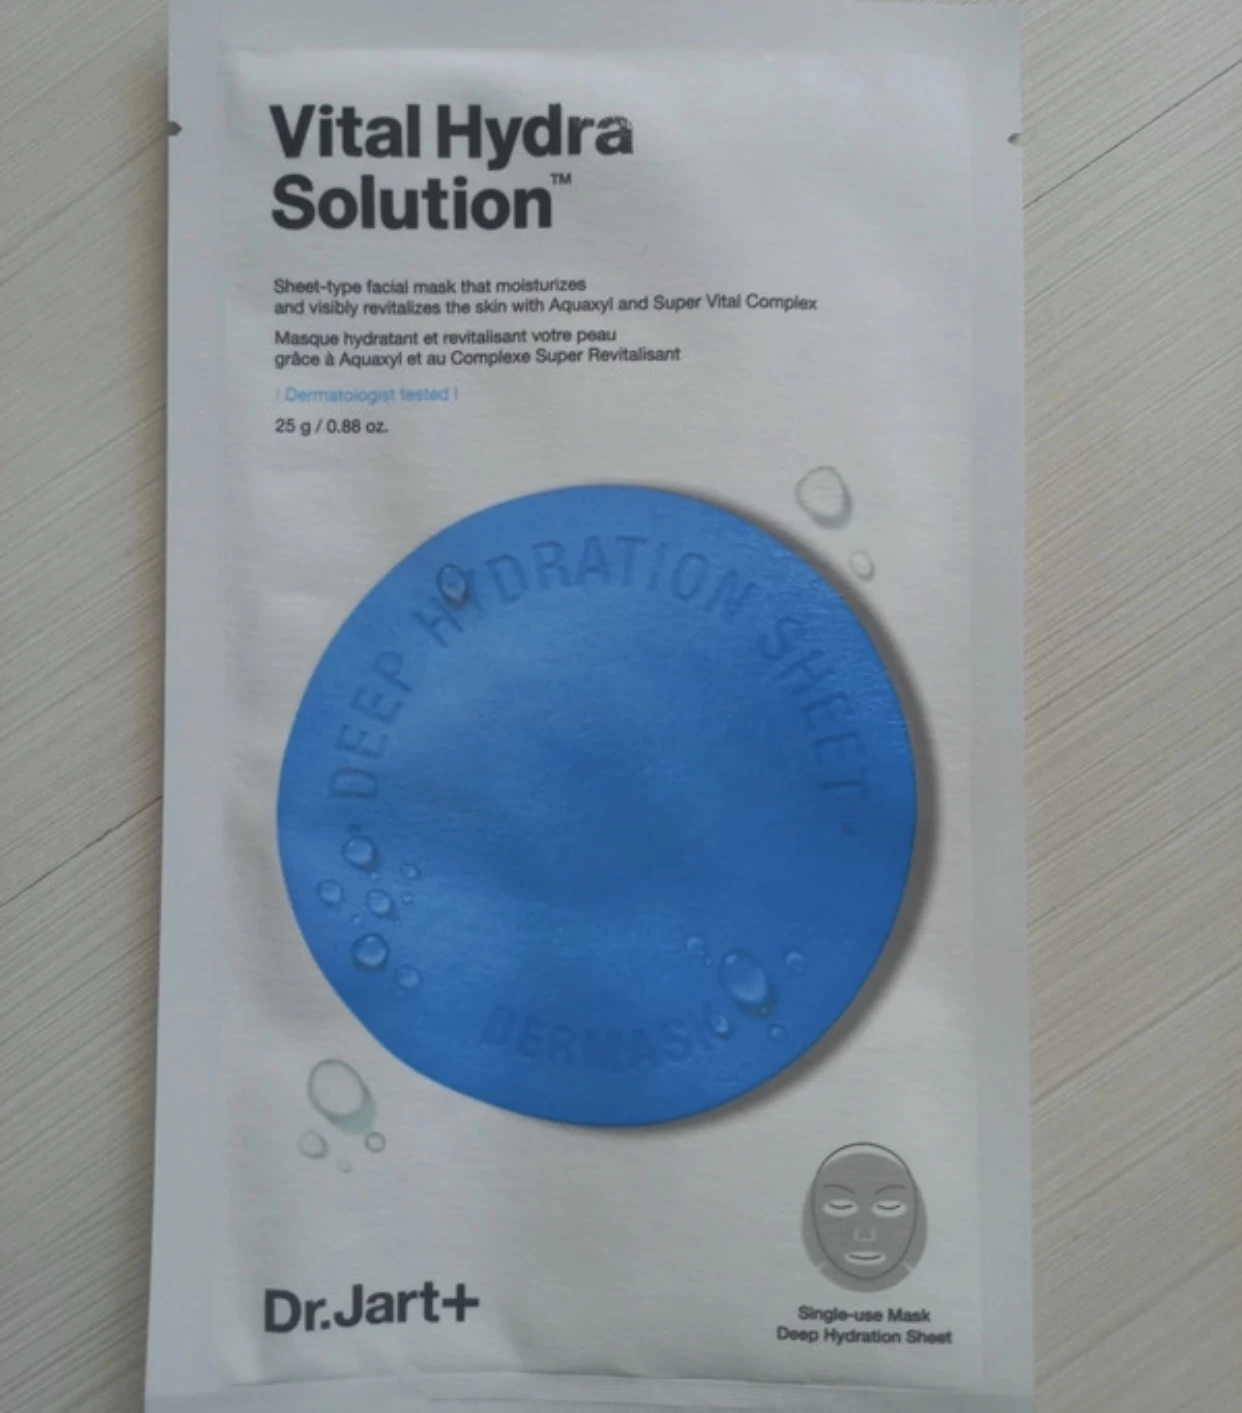 Vital Hydra
Solution™
Sheet-type facial mask that moisturizes
and visibly revitalizes the skin with Aquaxyl and Super Vital Complex
Masque hydratant et revitalisant votre peau
grâce à Aquaxyl et au Complexe Super Revitalisant
| Dermatologist tested |
25 g / 0.88 oz.
DEEP HYDRATION SHEET
DERMASK
Dr.Jart+
Single-use Mask
Deep Hydration Sheet